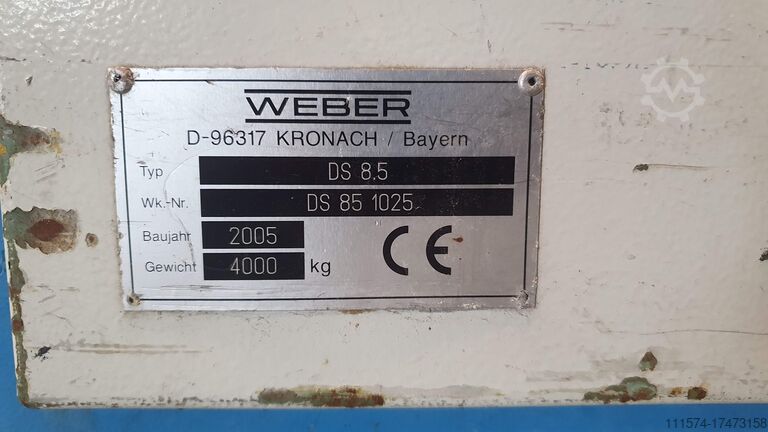 WEBER
D-96317 KRONACH / Bayern
Typ DS 8.5
Wk.-Nr. DS 85 1025
Baujahr 2005
Gewicht 4000 kg
CE
111574-17473158